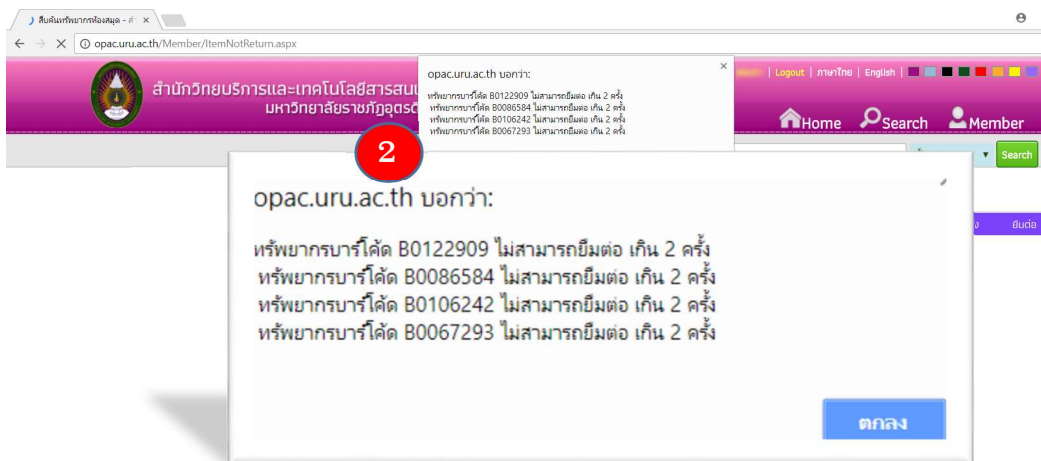 สืบค้นทรัพยากรห้องสมุด - สำ
opac.uru.ac.th/Member/ItemNotReturn.aspx
สำนักวิทยบริการและเทคโนโลยีสารสนเ
มหาวิทยาลัยราชภัฏอุตรดิ
opac.uru.ac.th บอกว่า:
ทรัพยากรบาร์โค้ด B0122909 ไม่สามารถยืมต่อ เกิน 2 ครั้ง
ทรัพยากรบาร์โค้ด B0086584 ไม่สามารถยืมต่อ เกิน 2 ครั้ง
ทรัพยากรบาร์โค้ด B0106242 ไม่สามารถยืมต่อ เกิน 2 ครั้ง
ทรัพยากรบาร์โค้ด B0067293 ไม่สามารถยืมต่อ เกิน 2 ครั้ง
| Logout | ภาษาไทย | English |
Home Search Member
Search
ยืมต่อ
2
opac.uru.ac.th บอกว่า:
ทรัพยากรบาร์โค้ด B0122909 ไม่สามารถยืมต่อ เกิน 2 ครั้ง
ทรัพยากรบาร์โค้ด B0086584 ไม่สามารถยืมต่อ เกิน 2 ครั้ง
ทรัพยากรบาร์โค้ด B0106242 ไม่สามารถยืมต่อ เกิน 2 ครั้ง
ทรัพยากรบาร์โค้ด B0067293 ไม่สามารถยืมต่อ เกิน 2 ครั้ง
ตกลง